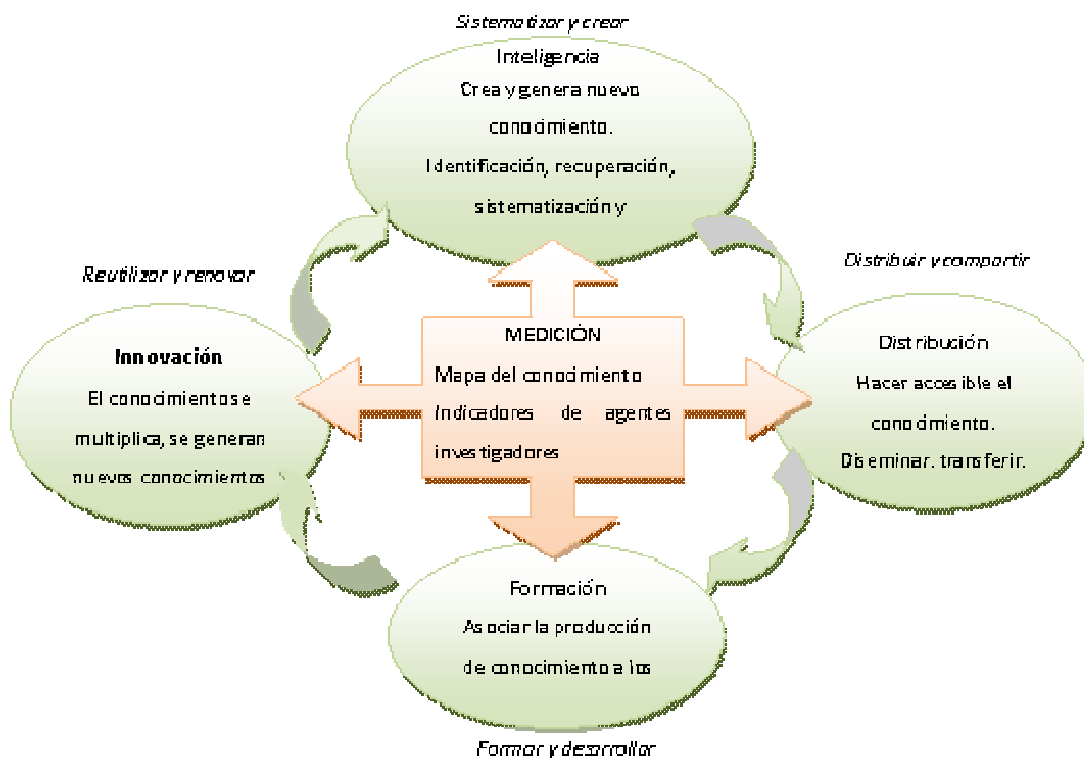 Sistematizar y crear
Inteligencia
Crea y genera nuevo
conocimiento.
Identificación, recuperación,
sistematización y
Reutilizar y renovar
Distribuir y compartir
Innovación
El conocimiento se
multiplica, se generan
nuevos conocimientos
MEDICIÓN
Mapa del conocimiento
Indicadores de agentes
investigadores
Distribución
Hacer accesible el
conocimiento.
Diseminar. transferir.
Formación
Asociar la producción
de conocimiento a los
Formar y desarrollar